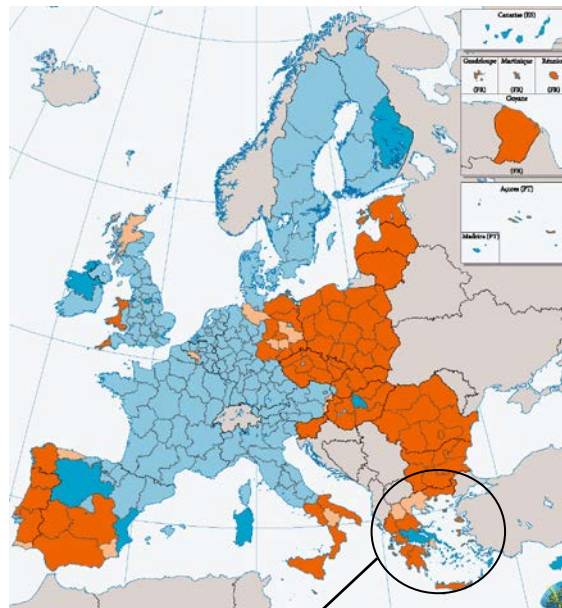 Canarias (ES)
Guadeloupe Martinique Réunion
(FR) (FR) (FR)
Guyane
(FR)
Açores (PT)
Madeira (PT)